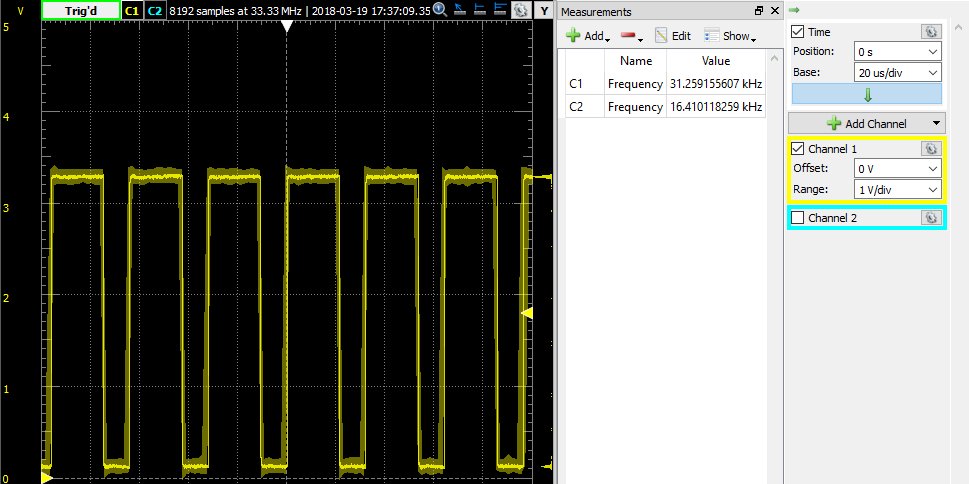 V Trig'd C1 C2 8192 samples at 33.33 MHz | 2018-03-19 17:37:09.35 Y
5
4
3
2
1
0
Measurements
Add Edit Show
Name Value
C1 Frequency 31.259155607 kHz
C2 Frequency 16.410118259 kHz
Time
Position: 0 s
Base: 20 us/div
Add Channel
Channel 1
Offset: 0 V
Range: 1 V/div
Channel 2